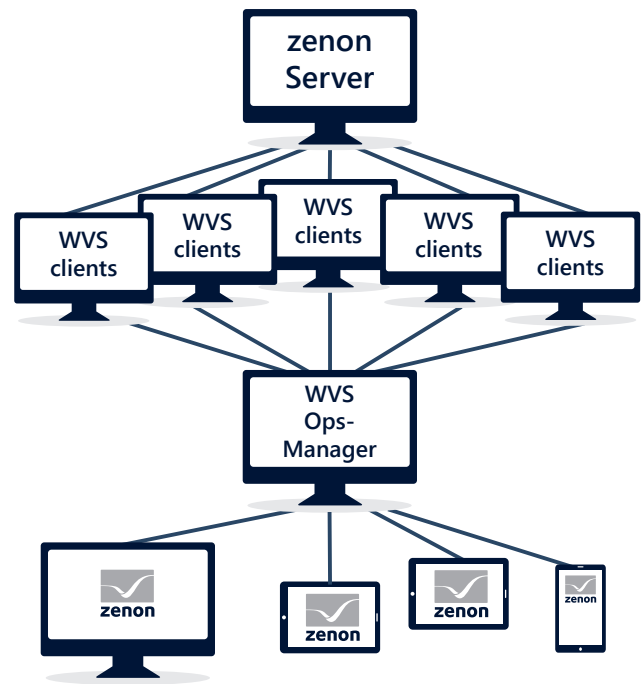 zenon
Server
WVS
clients
WVS
clients
WVS
clients
WVS
clients
WVS
clients
WVS
Ops-
Manager
zenon
zenon
zenon
zenon